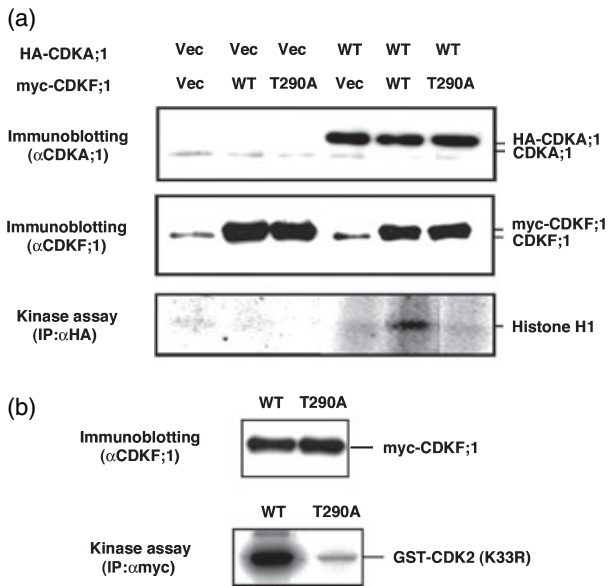 (a)
HA-CDKA;1 Vec Vec Vec WT WT WT
myc-CDKF;1 Vec WT T290A Vec WT T290A
Immunoblotting
(αCDKA;1)
HA-CDKA;1
CDKA;1
Immunoblotting
(αCDKF;1)
myc-CDKF;1
CDKF;1
Kinase assay
(IP:αHA)
Histone H1
(b)
WT T290A
Immunoblotting
(αCDKF;1)
myc-CDKF;1
WT T290A
Kinase assay
(IP:αmyc)
GST-CDK2 (K33R)